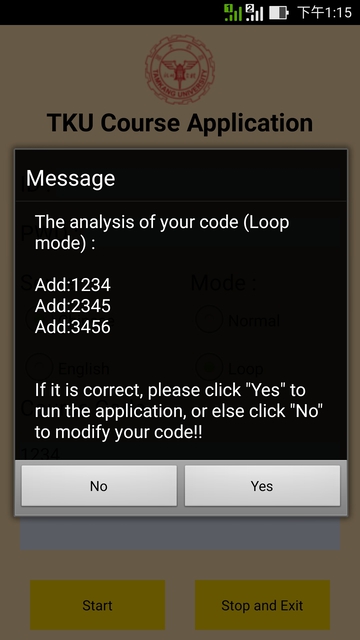 1 2 下午1:15
TAMKANG UNIVERSITY
TKU Course Application
Message
The analysis of your code (Loop
mode) :
Mode :
Add:1234
Add:2345
Add:3456
Normal
English
Loop
If it is correct, please click "Yes" to
run the application, or else click "No"
to modify your code!!
1234
No
Yes
Start
Stop and Exit